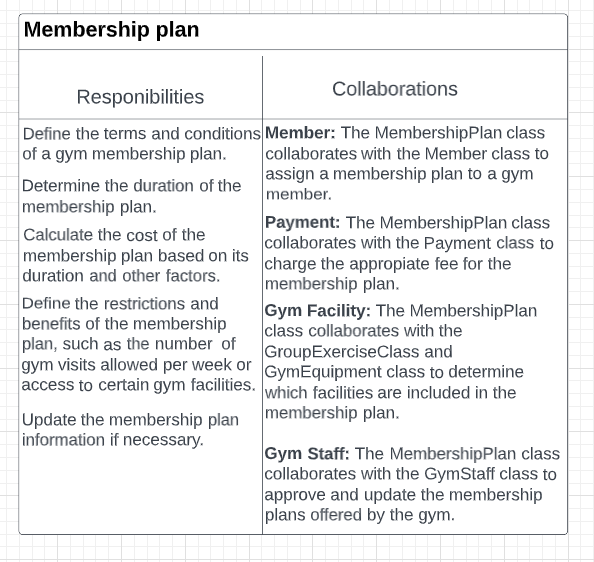 Membership plan
Responibilities
Collaborations
Define the terms and conditions
of a gym membership plan.
Determine the duration of the
membership plan.
Calculate the cost of the
membership plan based on its
duration and other factors.
Define the restrictions and
benefits of the membership
plan, such as the number of
gym visits allowed per week or
access to certain gym facilities.
Update the membership plan
information if necessary.
Member: The MembershipPlan class
collaborates with the Member class to
assign a membership plan to a gym
member.
Payment: The MembershipPlan class
collaborates with the Payment class to
charge the appropiate fee for the
membership plan.
Gym Facility: The MembershipPlan
class collaborates with the
GroupExerciseClass and
GymEquipment class to determine
which facilities are included in the
membership plan.
Gym Staff: The MembershipPlan class
collaborates with the GymStaff class to
approve and update the membership
plans offered by the gym.